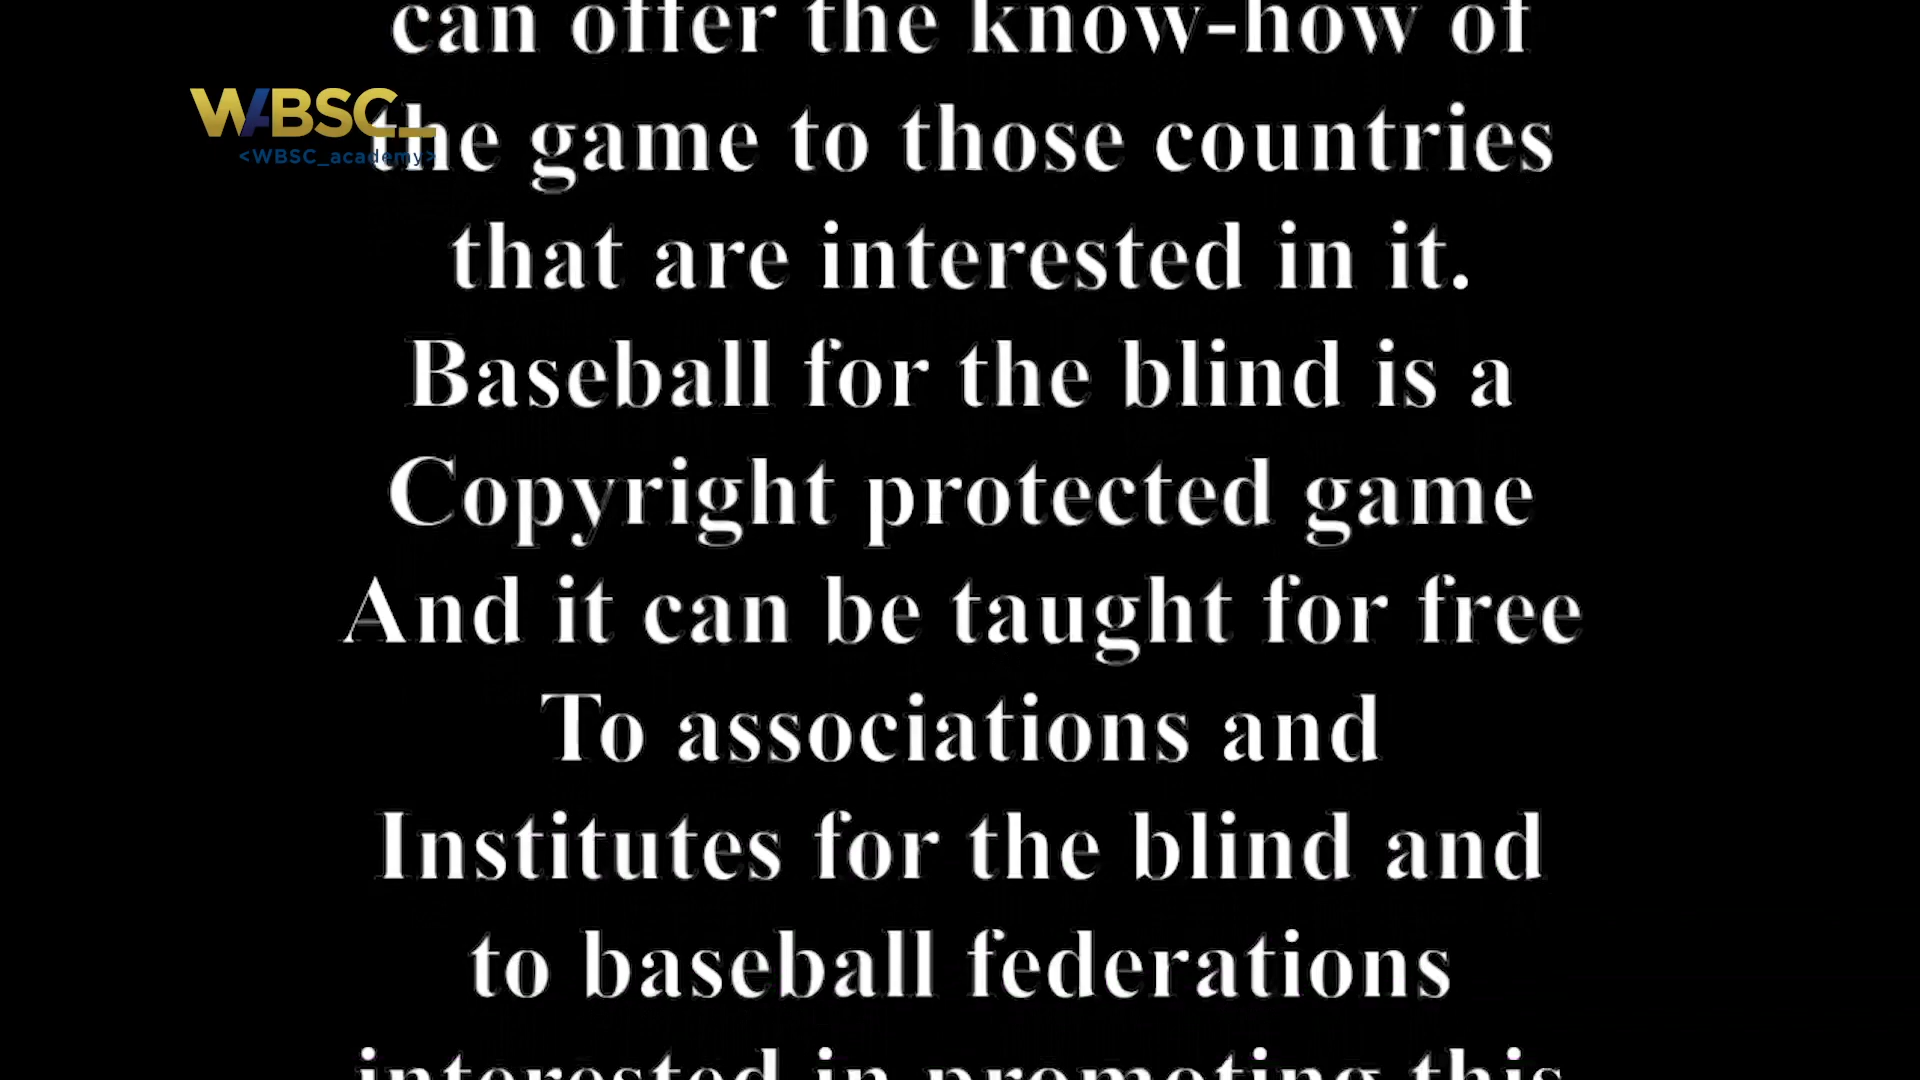 can offer the know-how of
WABSC_
<WBSC_academy>
the game to those countries
that are interested in it.
Baseball for the blind is a
Copyright protected game
And it can be taught for free
To associations and
Institutes for the blind and
to baseball federations
interested in promoting this